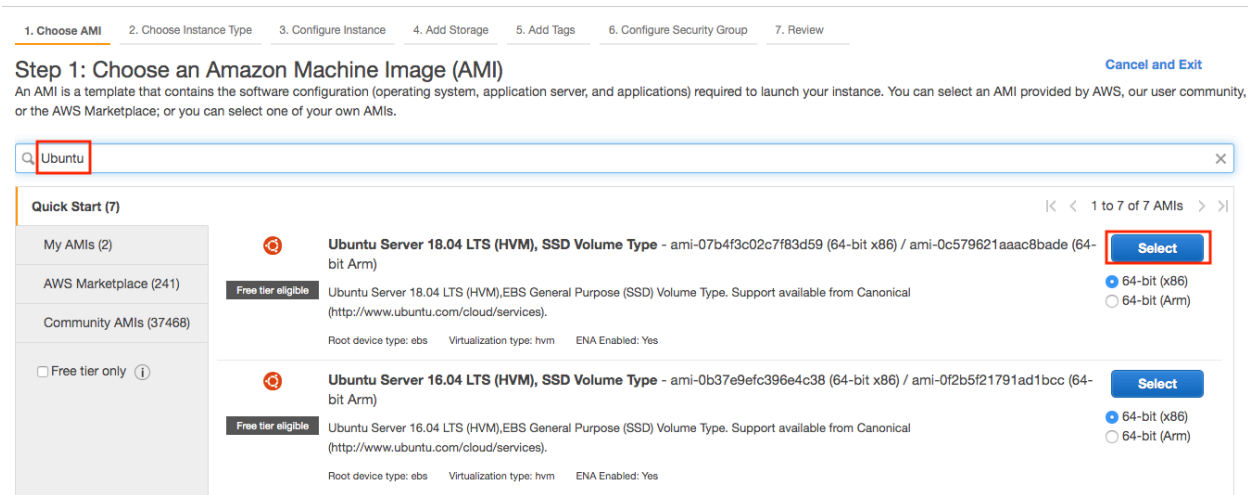 1. Choose AMI 2. Choose Instance Type 3. Configure Instance 4. Add Storage 5. Add Tags 6. Configure Security Group 7. Review
Step 1: Choose an Amazon Machine Image (AMI)
Cancel and Exit
An AMI is a template that contains the software configuration (operating system, application server, and applications) required to launch your instance. You can select an AMI provided by AWS, our user community,
or the AWS Marketplace; or you can select one of your own AMIs.
Ubuntu
Quick Start (7)
1 to 7 of 7 AMIs
My AMIs (2)
AWS Marketplace (241)
Community AMIs (37468)
Free tier only
Ubuntu Server 18.04 LTS (HVM), SSD Volume Type - ami-07b4f3c02c7f83d59 (64-bit x86) / ami-0c579621aaac8bade (64-
bit Arm)
Select
Free tier eligible
Ubuntu Server 18.04 LTS (HVM),EBS General Purpose (SSD) Volume Type. Support available from Canonical
(http://www.ubuntu.com/cloud/services).
64-bit (x86)
64-bit (Arm)
Root device type: ebs Virtualization type: hvm ENA Enabled: Yes
Ubuntu Server 16.04 LTS (HVM), SSD Volume Type - ami-0b37e9efc396e4c38 (64-bit x86) / ami-0f2b5f21791ad1bcc (64-
bit Arm)
Select
Free tier eligible
Ubuntu Server 16.04 LTS (HVM),EBS General Purpose (SSD) Volume Type. Support available from Canonical
(http://www.ubuntu.com/cloud/services).
64-bit (x86)
64-bit (Arm)
Root device type: ebs Virtualization type: hvm ENA Enabled: Yes